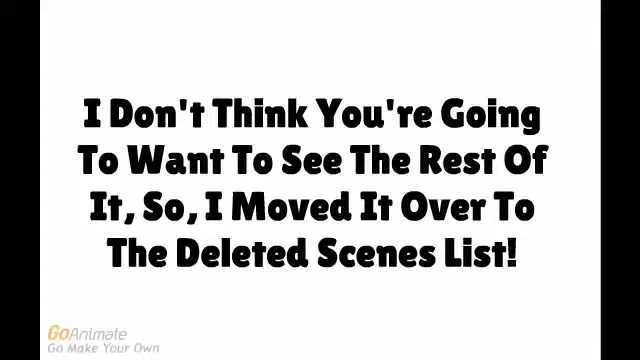 I Don't Think You're Going
To Want To See The Rest Of
It, So, I Moved It Over To
The Deleted Scenes List!
GoAnimate
Go Make Your Own